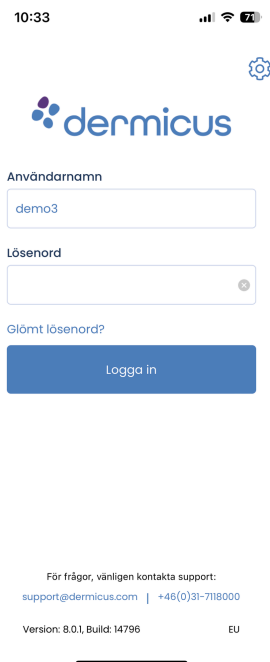 10:33
71
dermicus
Användarnamn
demo3
Lösenord
Glömt lösenord?
Logga in
För frågor, vänligen kontakta support:
support@dermicus.com | +46(0)31-7118000
Version: 8.0.1, Build: 14796 EU